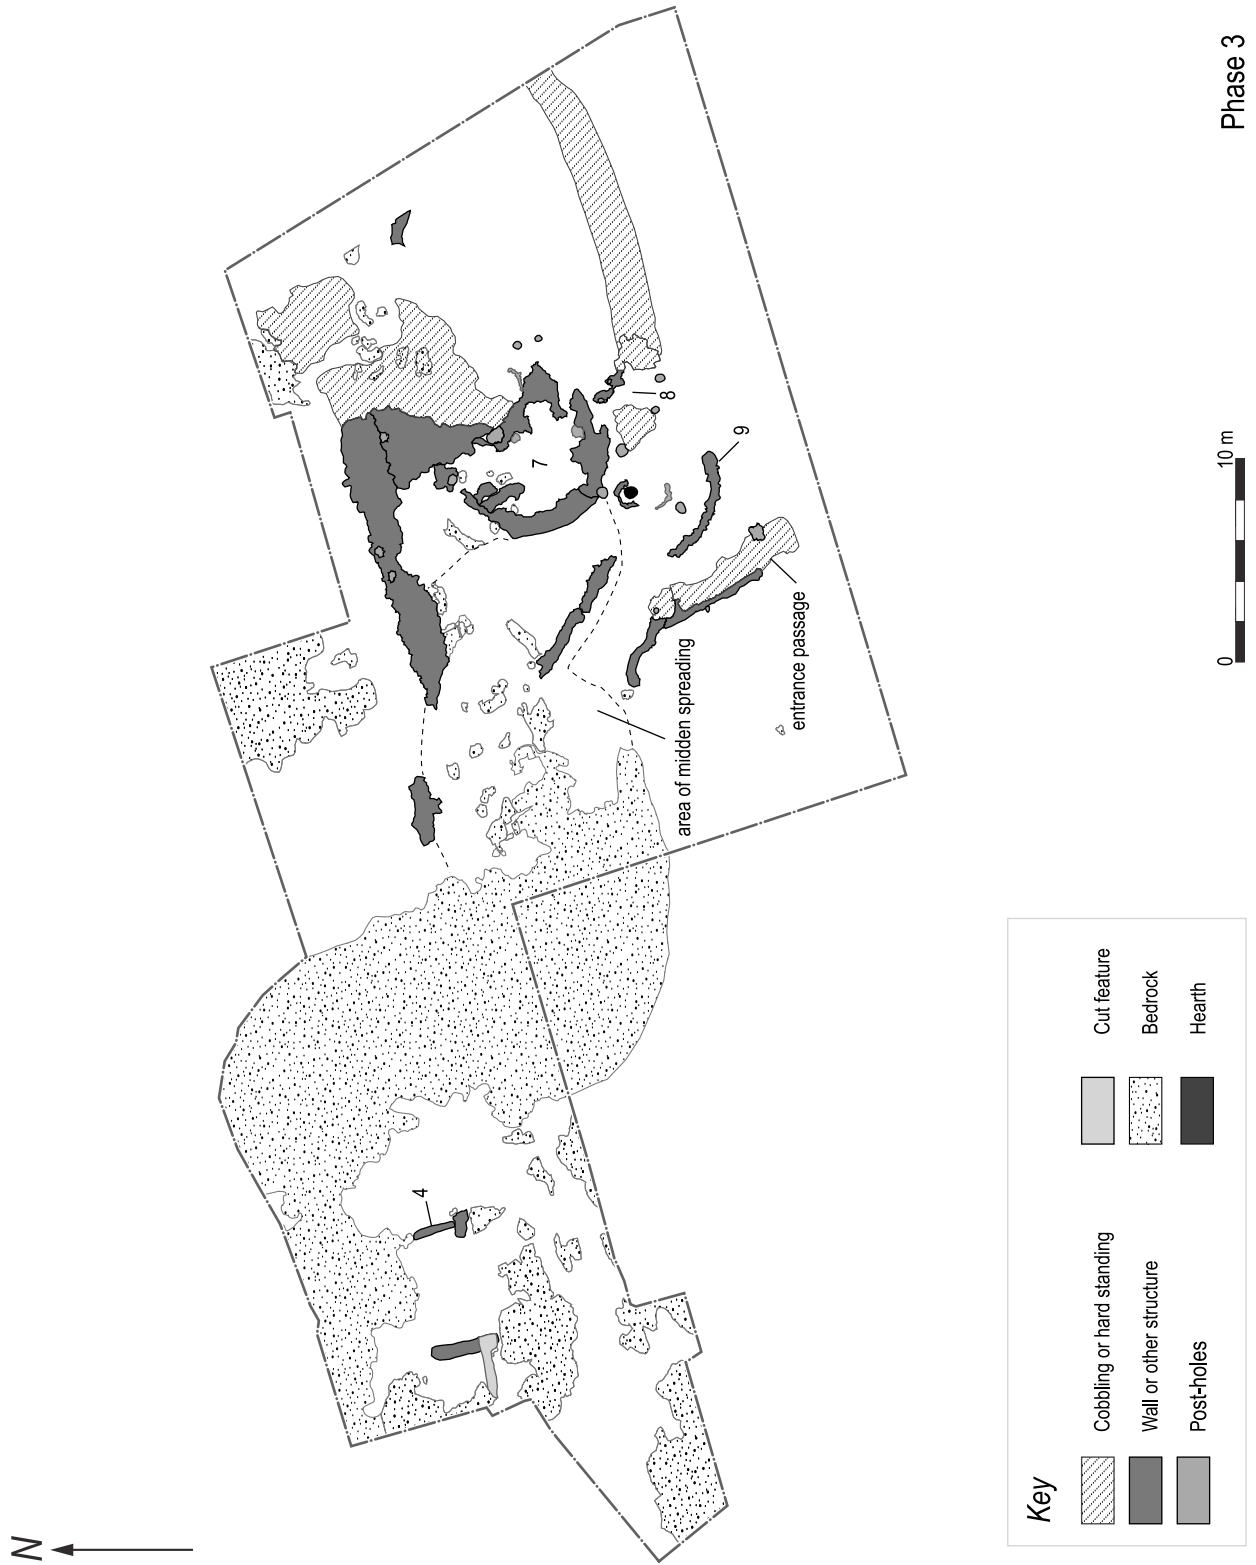 N
Phase 3
4
7
8
9
area of midden spreading
entrance passage
0
10 m
Key
Cobbling or hard standing
Wall or other structure
Post-holes
Cut feature
Bedrock
Hearth